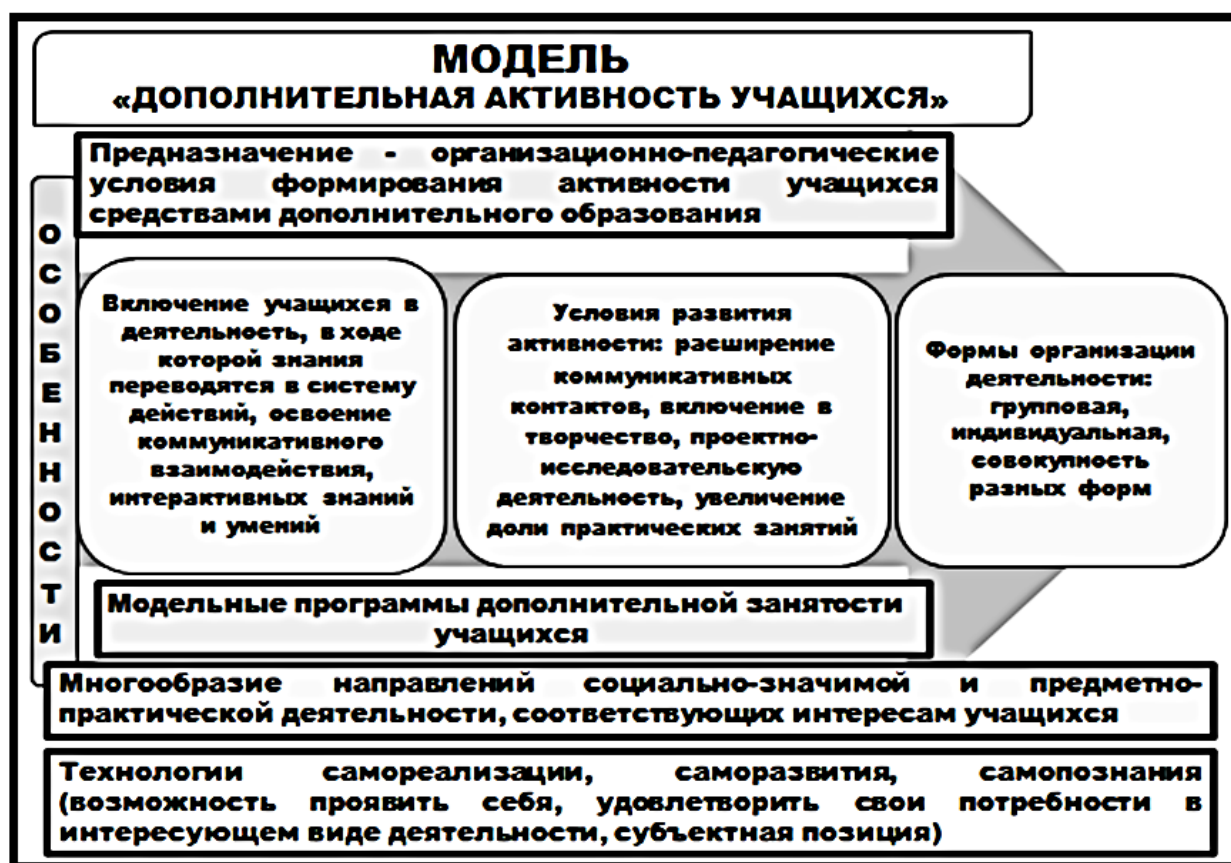 МОДЕЛЬ
«ДОПОЛНИТЕЛЬНАЯ АКТИВНОСТЬ УЧАЩИХСЯ»
Предназначение - организационно-педагогические
условия формирования активности учащихся
средствами дополнительного образования
ОСОБЕННОСТИ
Включение учащихся в
деятельность, в ходе
которой знания
переводятся в систему
действий, освоение
коммуникативного
взаимодействия,
интерактивных знаний
и умений
Условия развития
активности: расширение
коммуникативных
контактов, включение в
творчество, проектно-
исследовательскую
деятельность, увеличение
доли практических занятий
Формы организации
деятельности:
групповая,
индивидуальная,
совокупность
разных форм
Модельные программы дополнительной занятости
учащихся
Многообразие направлений социально-значимой и предметно-
практической деятельности, соответствующих интересам учащихся
Технологии самореализации, саморазвития, самопознания
(возможность проявить себя, удовлетворить свои потребности в
интересующем виде деятельности, субъектная позиция)